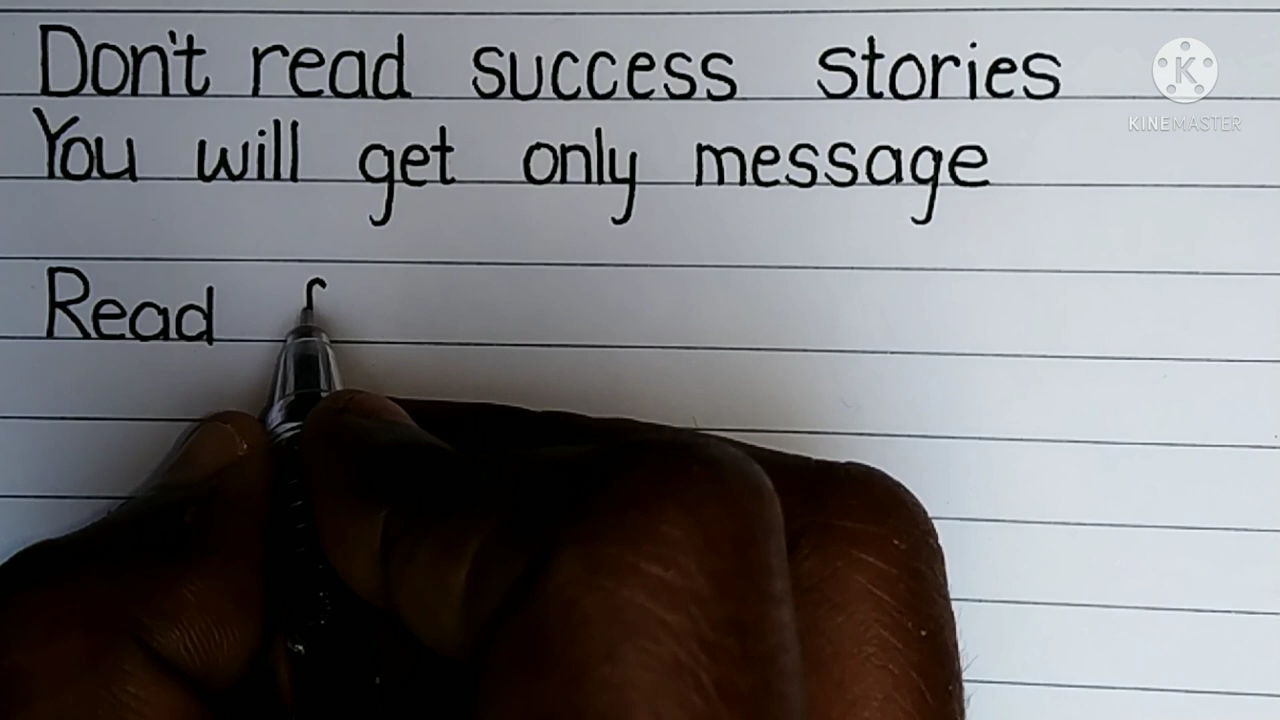 Don't read success stories
You will get only message
Read
KINEMASTER